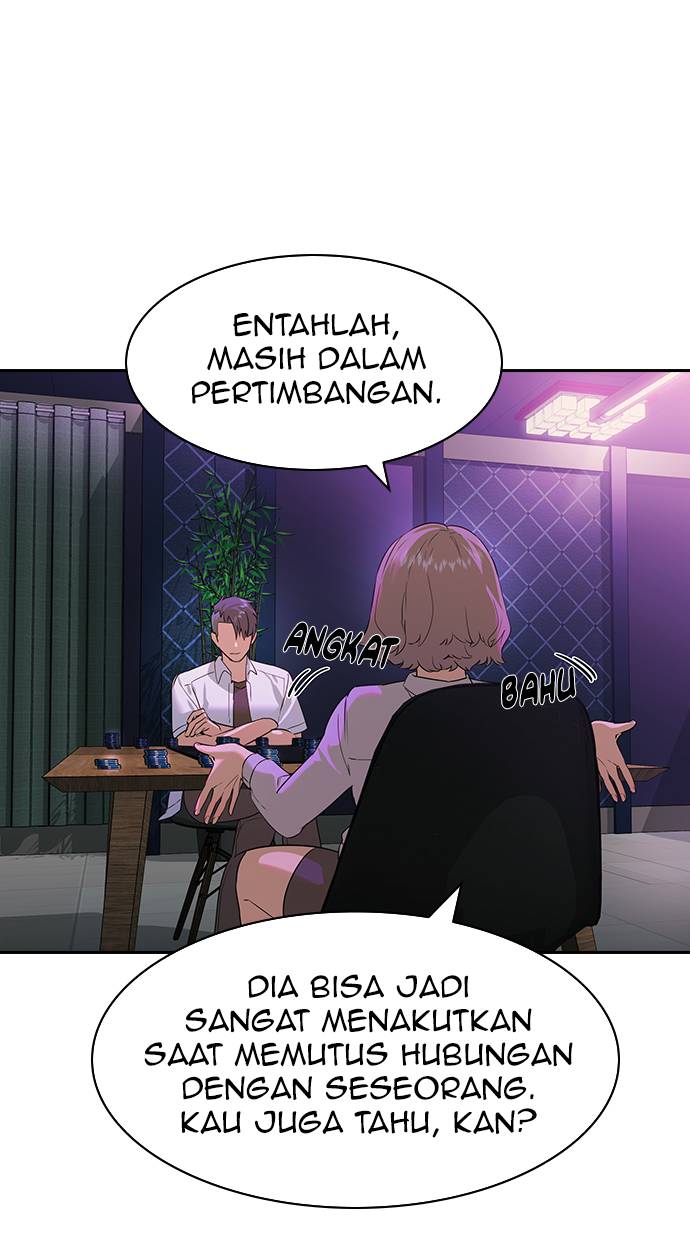 ENTAHLAH,
MASIH DALAM
PERTIMBANGAN.
ANGKAT
BAHU
DIA BISA JADI
SANGAT MENAKUTKAN
SAAT MEMUTUS HUBUNGAN
DENGAN SESEORANG.
KAU JUGA TAHU, KAN?